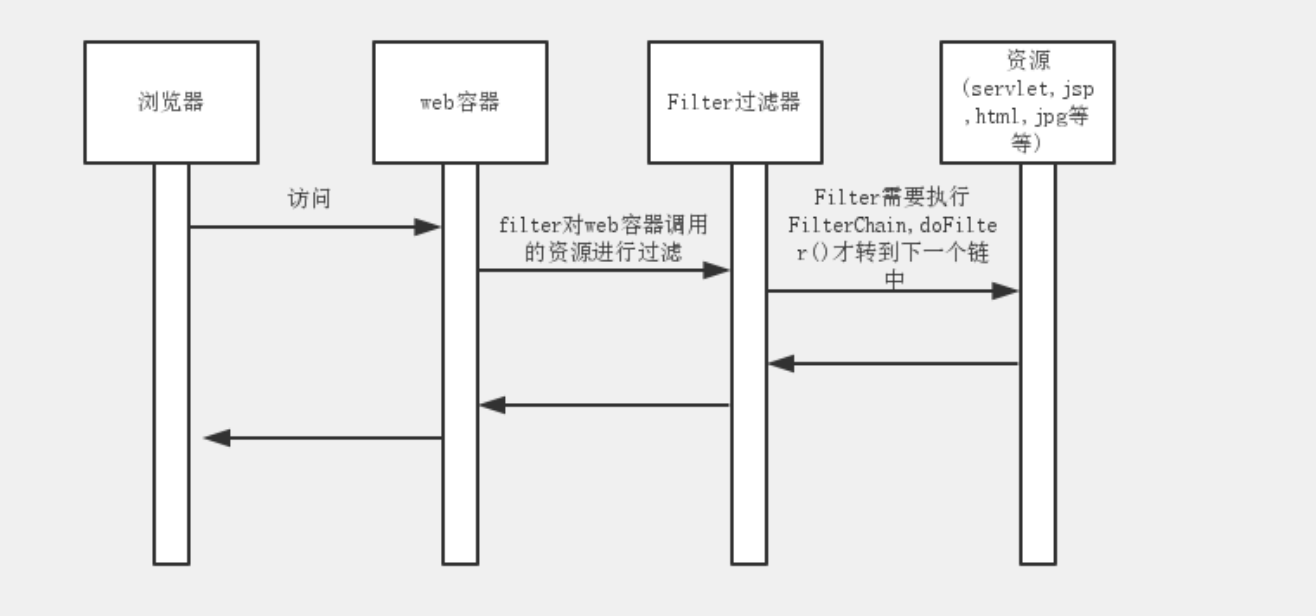 浏览器
web容器
Filter过滤器
资源
(servlet,jsp
,html,jpg等
等)
访问
filter对web容器调用
的资源进行过滤
Filter需要执行
FilterChain,doFilte
r()才转到下一个链
中